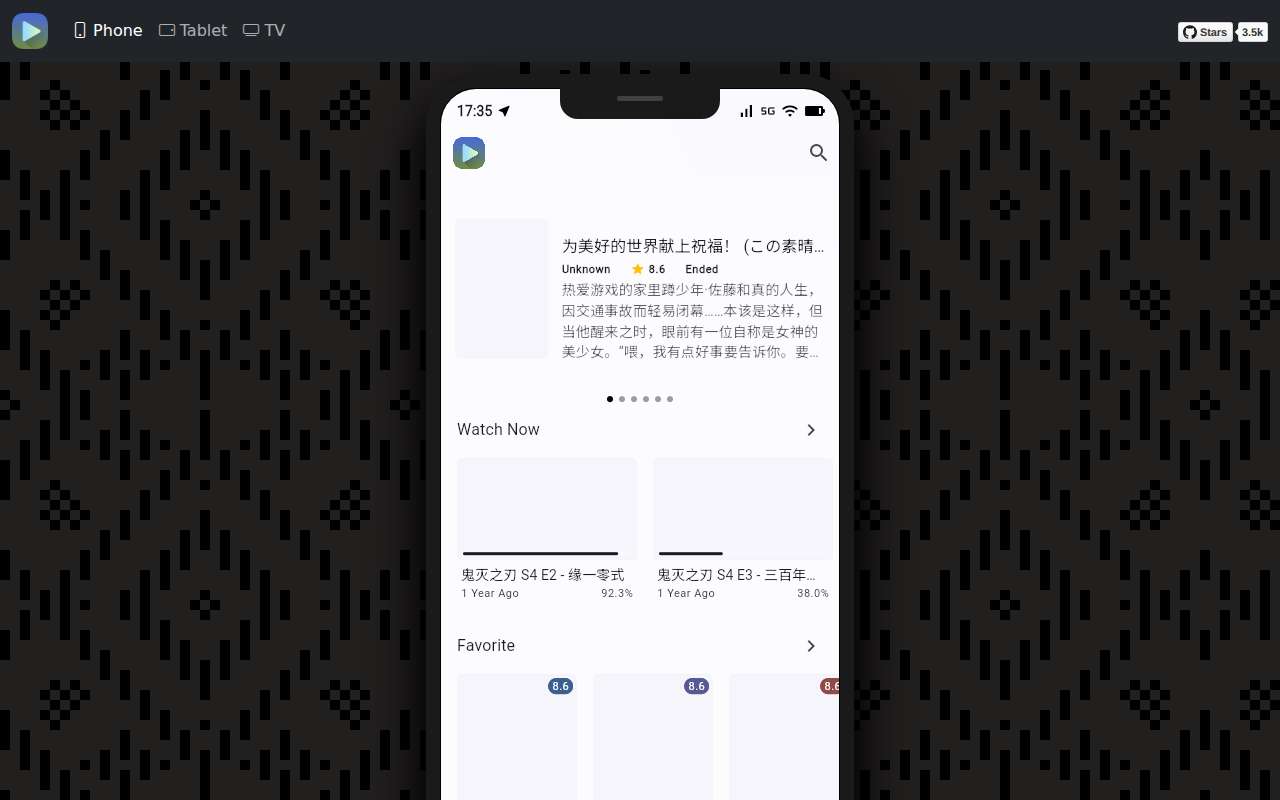 Phone Tablet TV Stars 3.5k
17:35 5G
为美好的世界献上祝福! (この素晴...
Unknown 8.6 Ended
热爱游戏的家里蹲少年·佐藤和真的人生，
因交通事故而轻易闭幕......本该是这样，但
当他醒来之时，眼前有一位自称是女神的
美少女。“喂，我有点好事要告诉你。要...
Watch Now
鬼灭之刃 S4 E2 - 缘一零式
1 Year Ago 92.3%
鬼灭之刃 S4 E3 - 三百年...
1 Year Ago 38.0%
Favorite
8.6 8.6 8.6